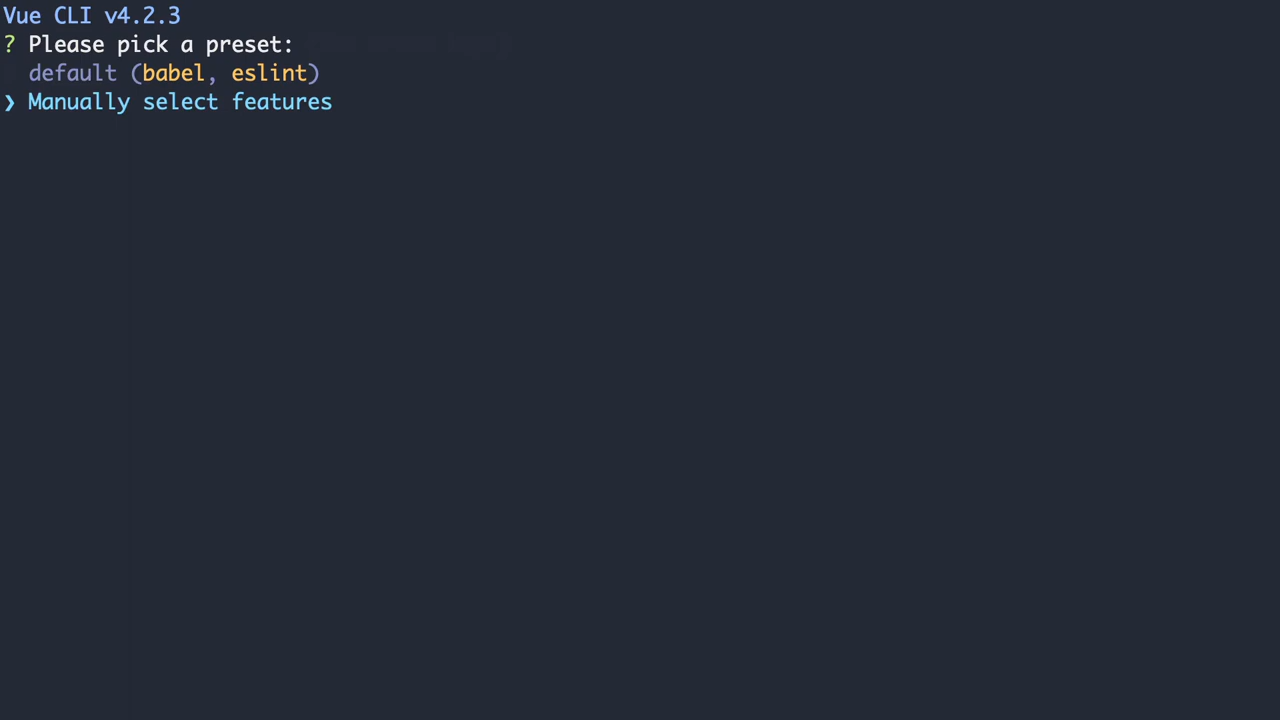 Vue CLI v4.2.3
? Please pick a preset:
default (babel, eslint)
❯ Manually select features